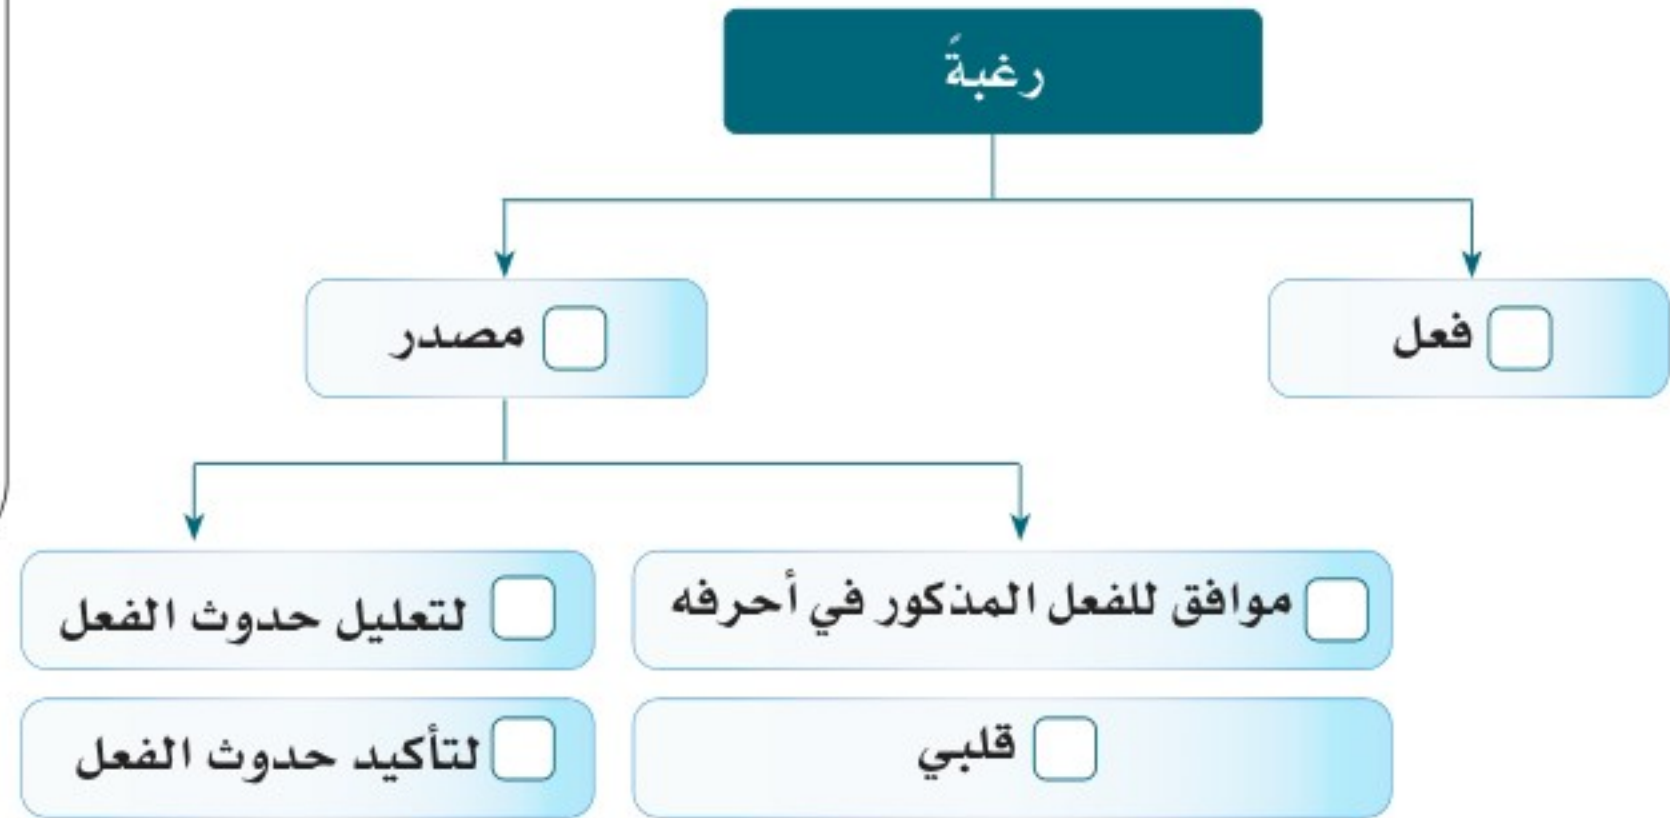 رغبةً
فعل
مصدر
موافق للفعل المذكور في أحرفه
لتعليل حدوث الفعل
قلبي
لتأكيد حدوث الفعل